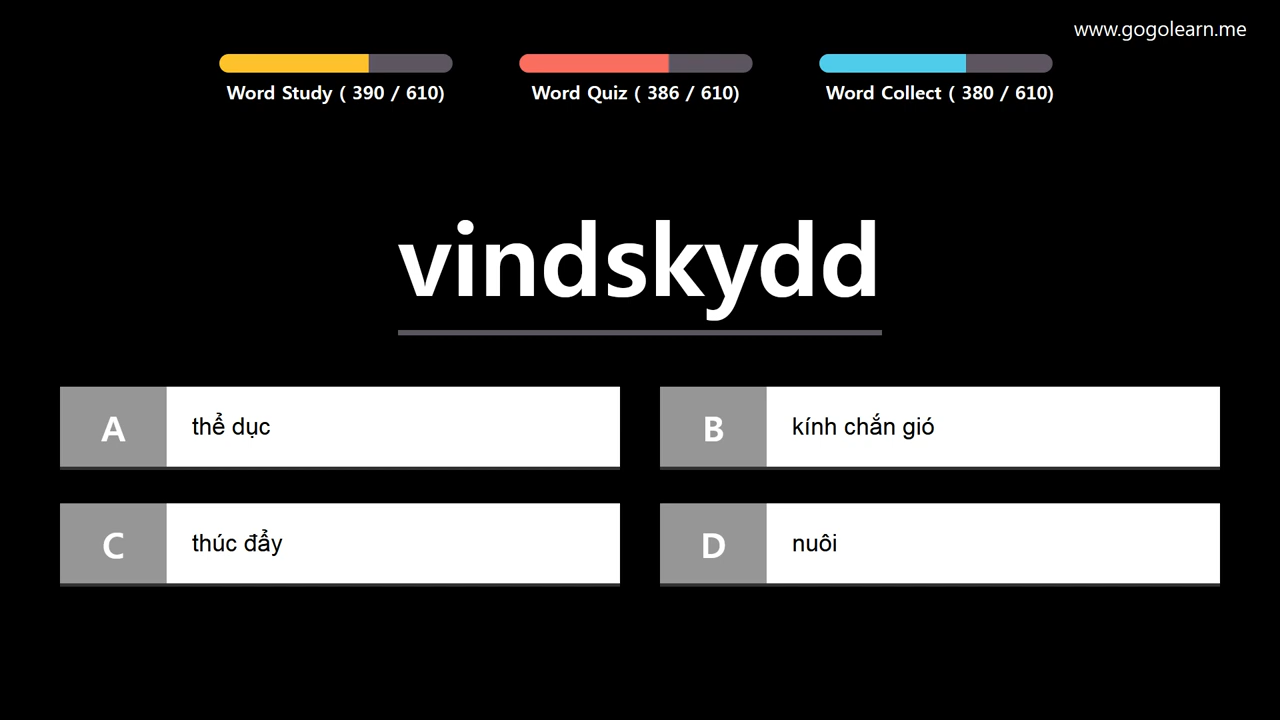 www.gogolearn.me
Word Study ( 390 / 610)
Word Quiz ( 386 / 610)
Word Collect ( 380 / 610)
vindskydd
A thể dục
B kính chắn gió
C thúc đẩy
D nuôi